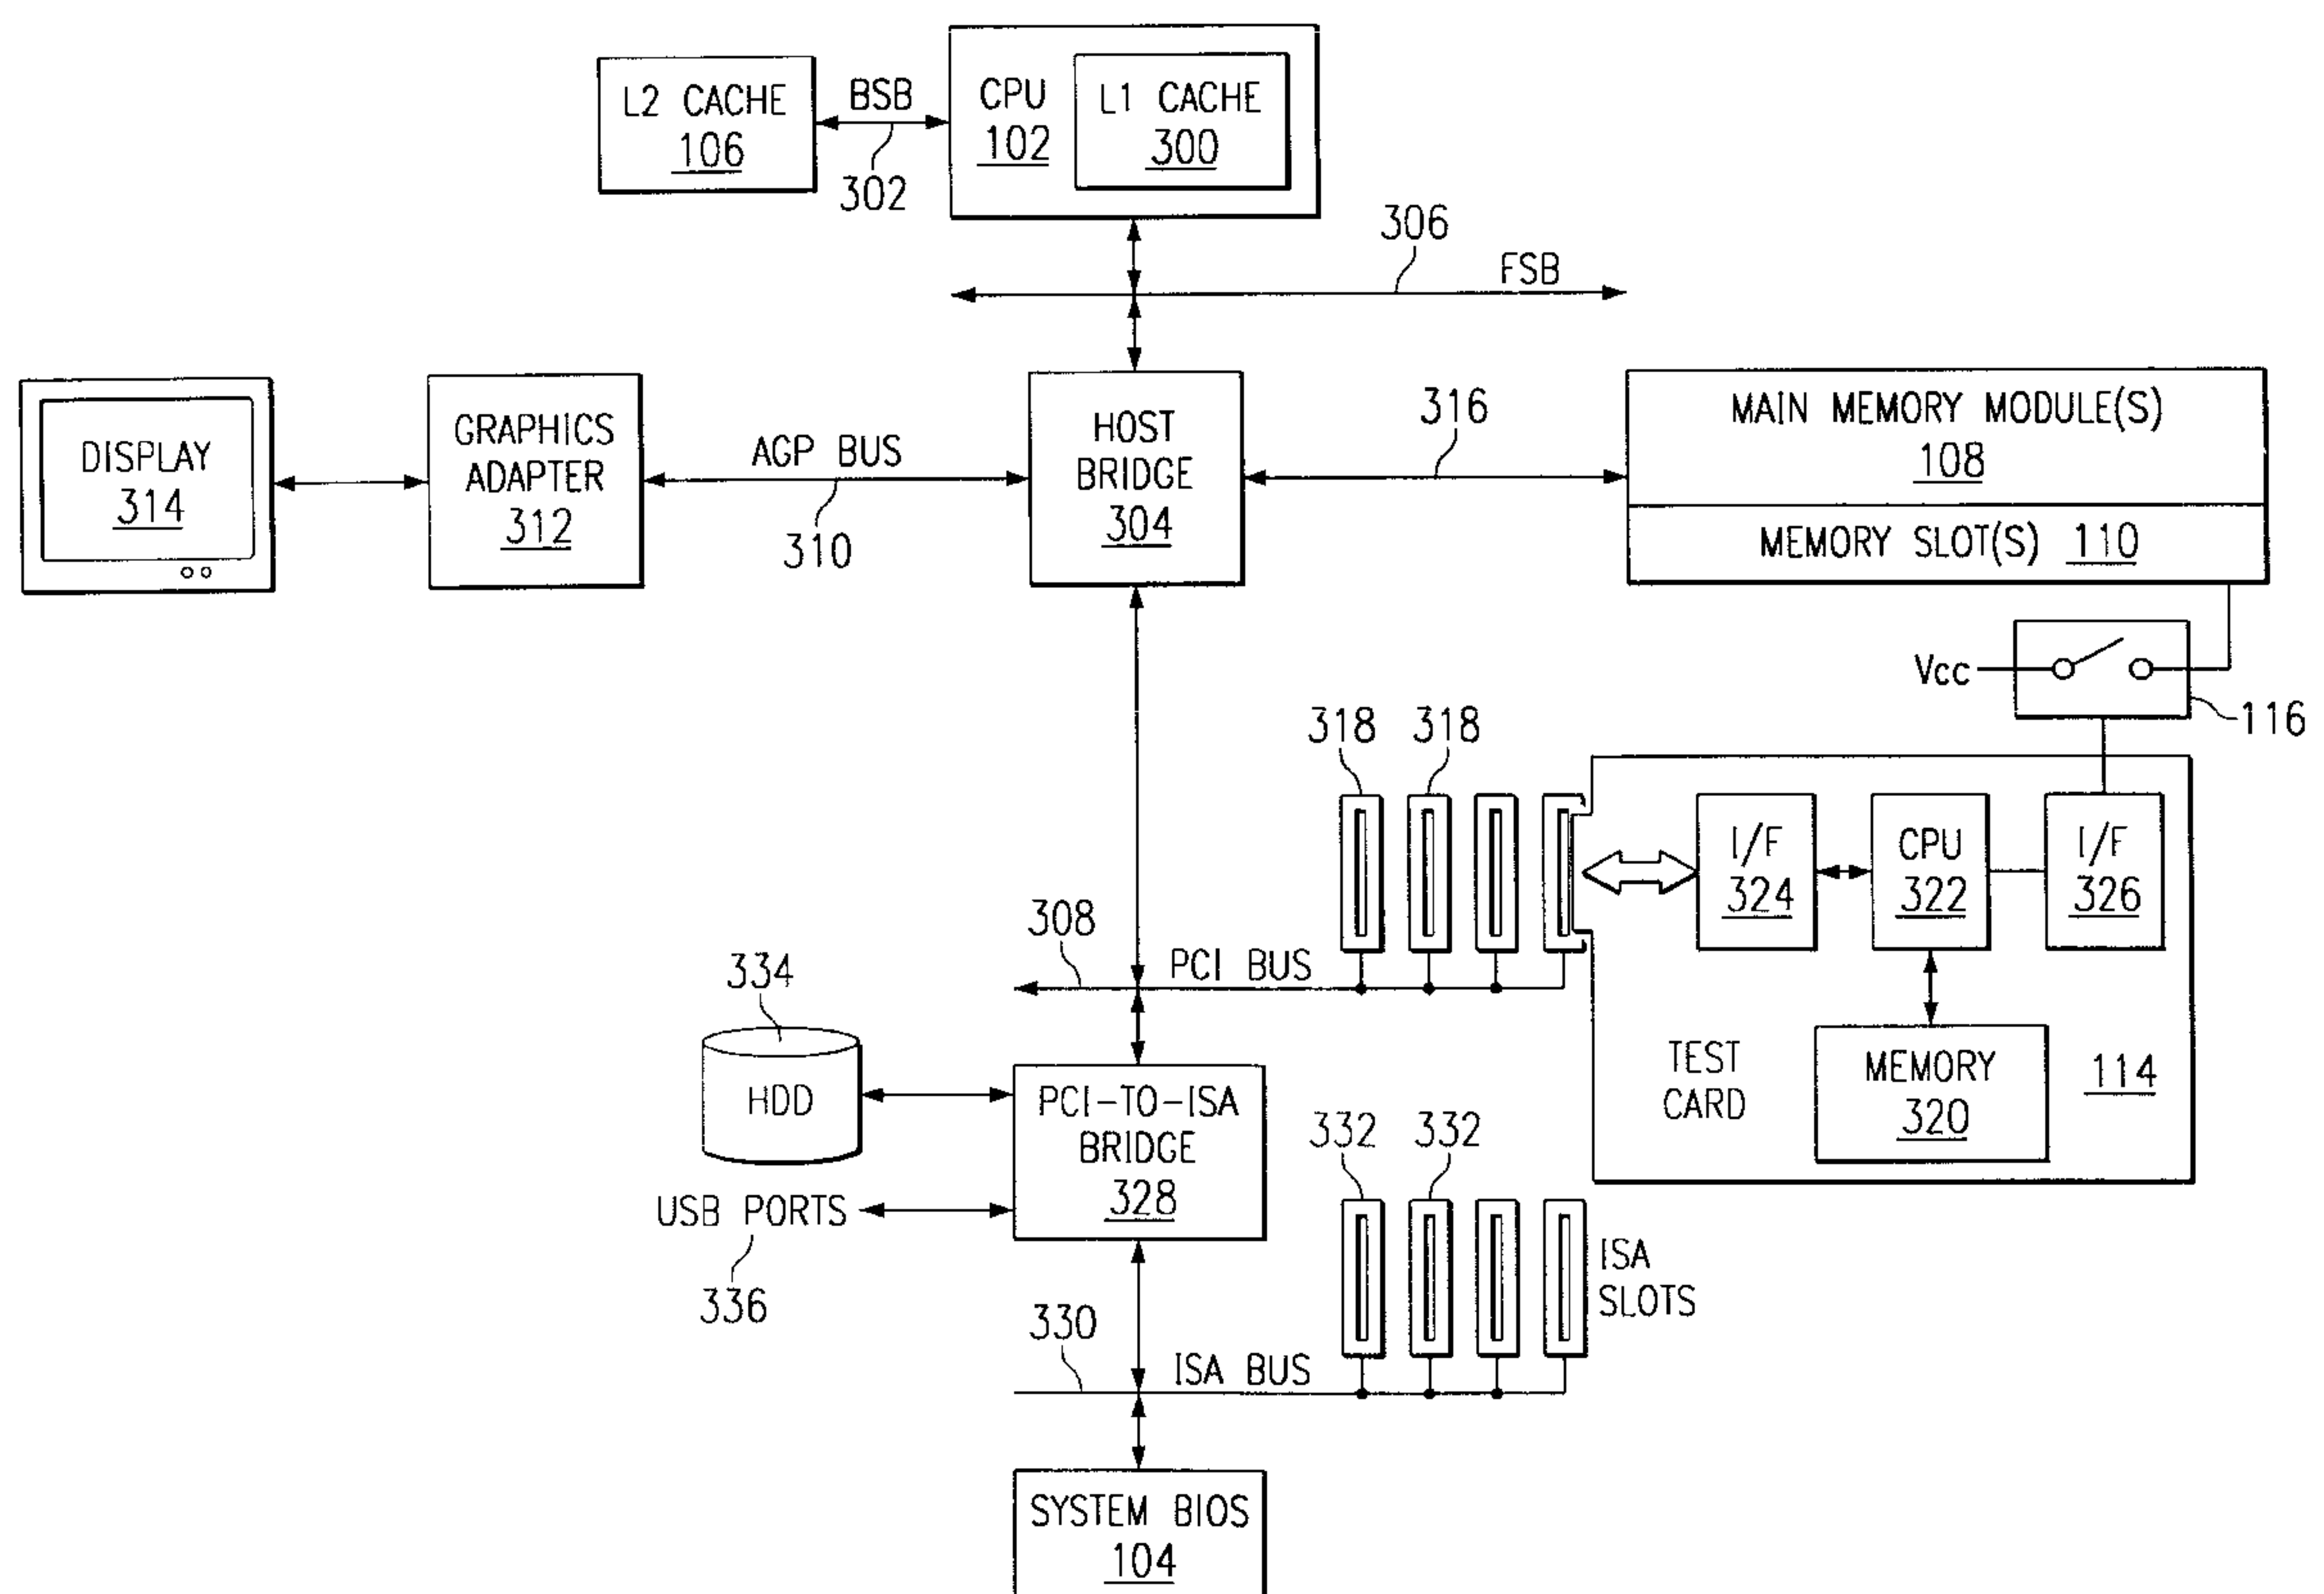 L2 CACHE
106
BSB
302
CPU
102
L1 CACHE
300
306
FSB
DISPLAY
314
GRAPHICS
ADAPTER
312
AGP BUS
310
HOST
BRIDGE
304
316
MAIN MEMORY MODULE(S)
108
MEMORY SLOT(S) 110
Vcc
116
318
318
I/F
324
CPU
322
I/F
326
308
PCI BUS
334
HDD
TEST
CARD
MEMORY
320
114
PCI-TO-ISA
BRIDGE
328
332
332
USB PORTS
336
ISA
SLOTS
330
ISA BUS
SYSTEM BIOS
104